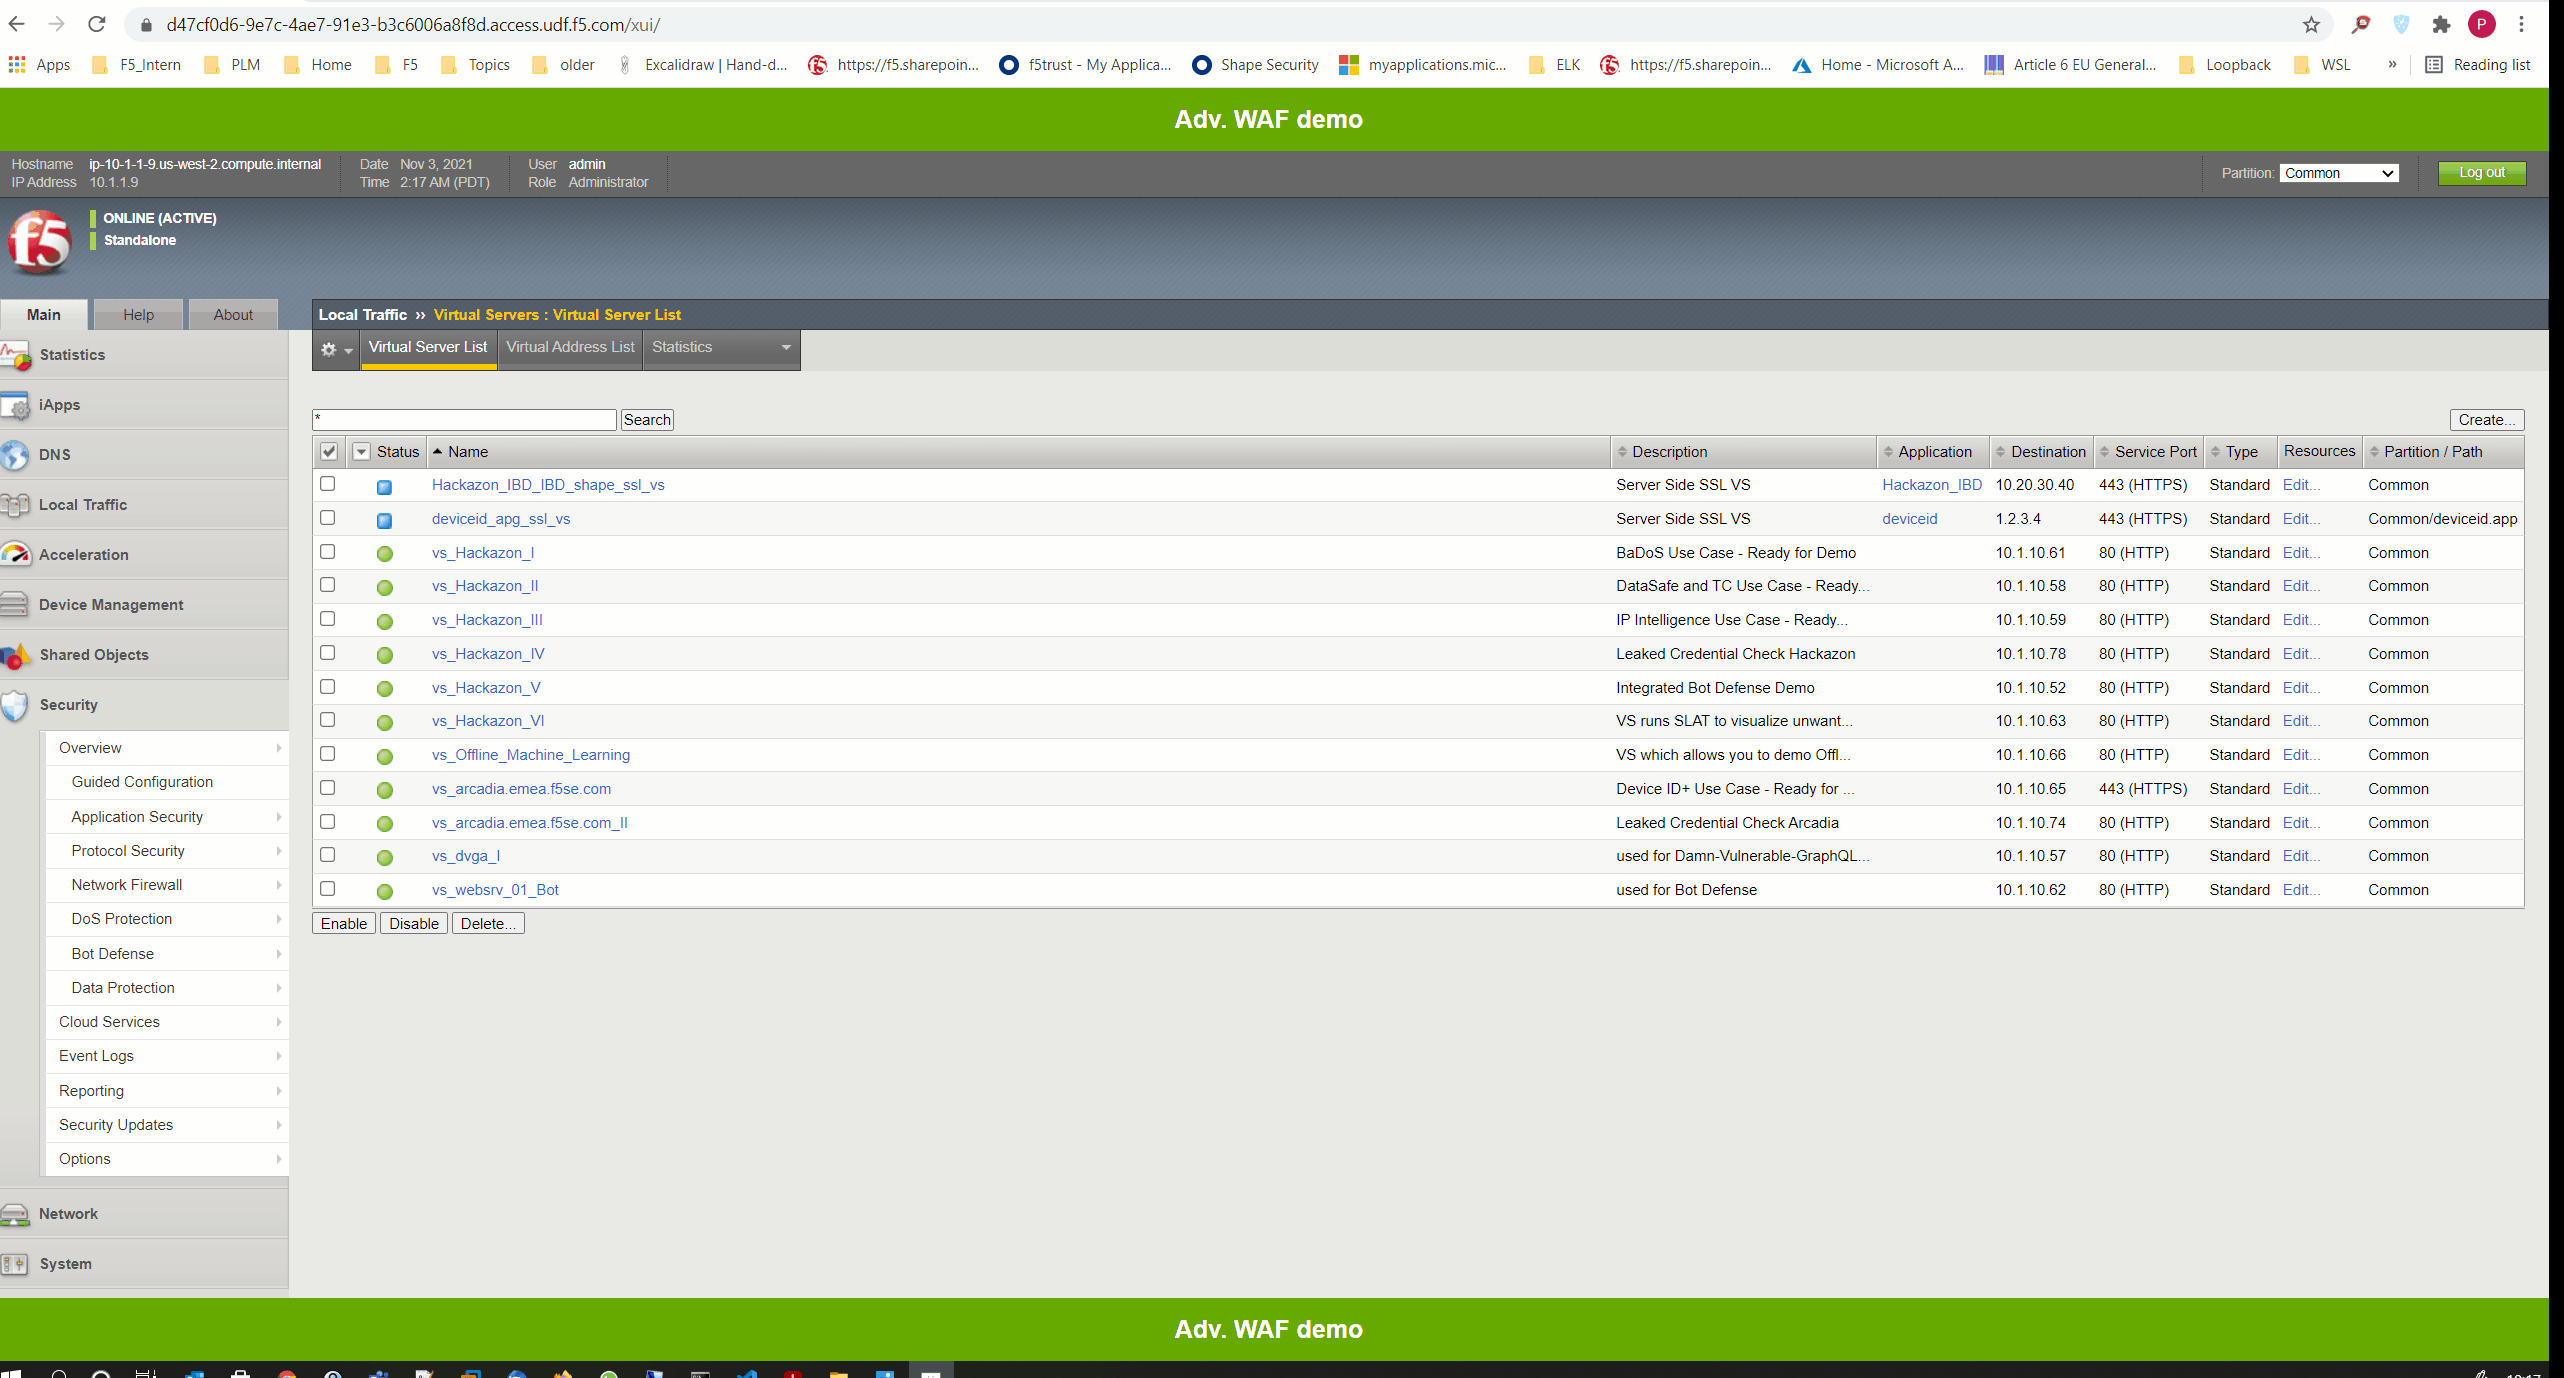 d47cf0d6-9e7c-4ae7-91e3-b3c6006a8f8d.access.udf.f5.com/xui/ P
Apps F5_Intern PLM Home F5 Topics older Excalidraw | Hand-d... https://f5.sharepoin... f5trust - My Applica... Shape Security myapplications.mic... ELK https://f5.sharepoin... Home - Microsoft A... Article 6 EU General... Loopback WSL » Reading list
Adv. WAF demo
Hostname ip-10-1-1-9.us-west-2.compute.internal Date Nov 3, 2021 User admin
IP Address 10.1.1.9 Time 2:17 AM (PDT) Role Administrator
Partition: Common Log out
f5
ONLINE (ACTIVE)
Standalone
Main Help About
Local Traffic ›› Virtual Servers : Virtual Server List
Virtual Server List Virtual Address List Statistics
Statistics
iApps
DNS
Local Traffic
Acceleration
Device Management
Shared Objects
Security
Overview
Guided Configuration
Application Security
Protocol Security
Network Firewall
DoS Protection
Bot Defense
Data Protection
Cloud Services
Event Logs
Reporting
Security Updates
Options
Network
System
* Search Create...
Status Name Description Application Destination Service Port Type Resources Partition / Path
Hackazon_IBD_IBD_shape_ssl_vs Server Side SSL VS Hackazon_IBD 10.20.30.40 443 (HTTPS) Standard Edit... Common
deviceid_apg_ssl_vs Server Side SSL VS deviceid 1.2.3.4 443 (HTTPS) Standard Edit... Common/deviceid.app
vs_Hackazon_I BaDoS Use Case - Ready for Demo 10.1.10.61 80 (HTTP) Standard Edit... Common
vs_Hackazon_II DataSafe and TC Use Case - Ready... 10.1.10.58 80 (HTTP) Standard Edit... Common
vs_Hackazon_III IP Intelligence Use Case - Ready... 10.1.10.59 80 (HTTP) Standard Edit... Common
vs_Hackazon_IV Leaked Credential Check Hackazon 10.1.10.78 80 (HTTP) Standard Edit... Common
vs_Hackazon_V Integrated Bot Defense Demo 10.1.10.52 80 (HTTP) Standard Edit... Common
vs_Hackazon_VI VS runs SLAT to visualize unwant... 10.1.10.63 80 (HTTP) Standard Edit... Common
vs_Offline_Machine_Learning VS which allows you to demo Offl... 10.1.10.66 80 (HTTP) Standard Edit... Common
vs_arcadia.emea.f5se.com Device ID+ Use Case - Ready for ... 10.1.10.65 443 (HTTPS) Standard Edit... Common
vs_arcadia.emea.f5se.com_II Leaked Credential Check Arcadia 10.1.10.74 80 (HTTP) Standard Edit... Common
vs_dvga_I used for Damn-Vulnerable-GraphQL... 10.1.10.57 80 (HTTP) Standard Edit... Common
vs_websrv_01_Bot used for Bot Defense 10.1.10.62 80 (HTTP) Standard Edit... Common
Enable Disable Delete...
Adv. WAF demo